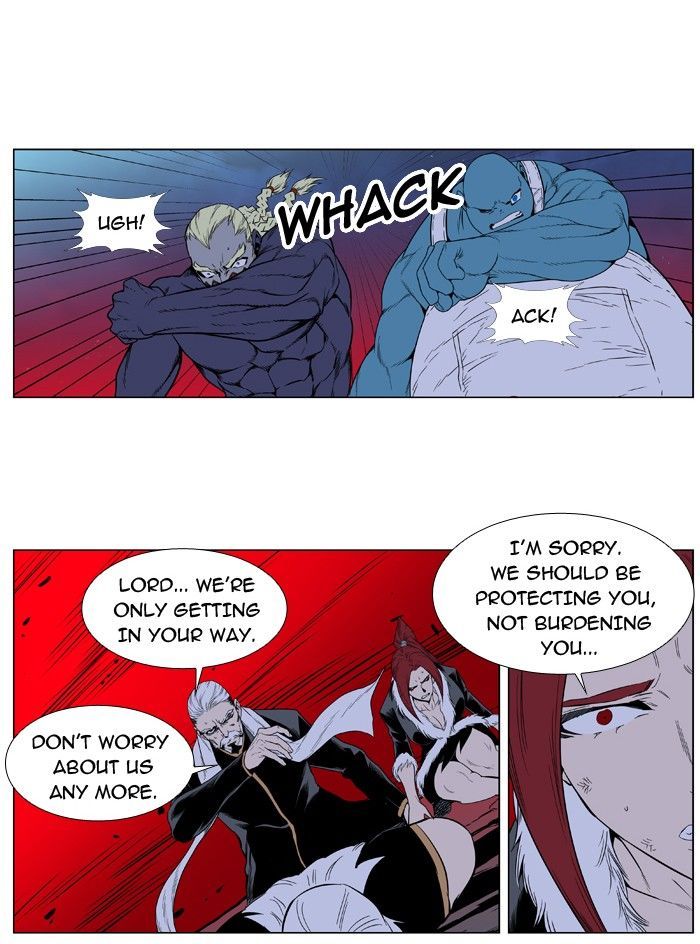 UGH!
WHACK
ACK!
LORD... WE'RE
ONLY GETTING
IN YOUR WAY.
DON'T WORRY
ABOUT US
ANY MORE.
I'M SORRY.
WE SHOULD BE
PROTECTING YOU,
NOT BURDENING
YOU...